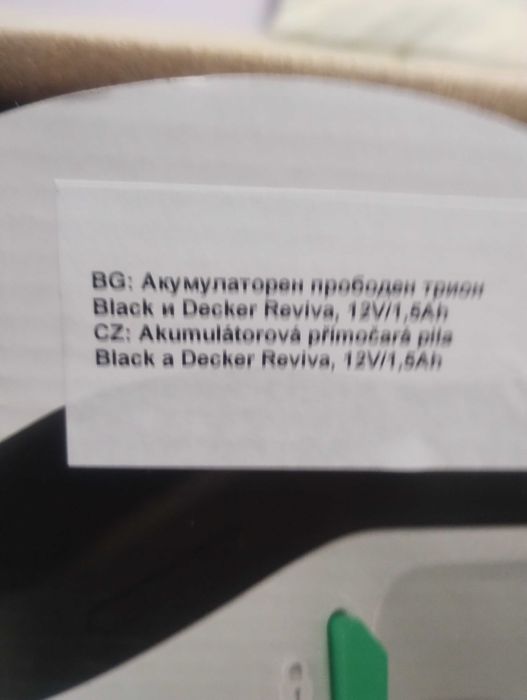 BG: Акумулаторен прободен трион
Black и Decker Reviva, 12V/1,5Ah
CZ: Akumulátorová přímočará pila
Black a Decker Reviva, 12V/1,5Ah